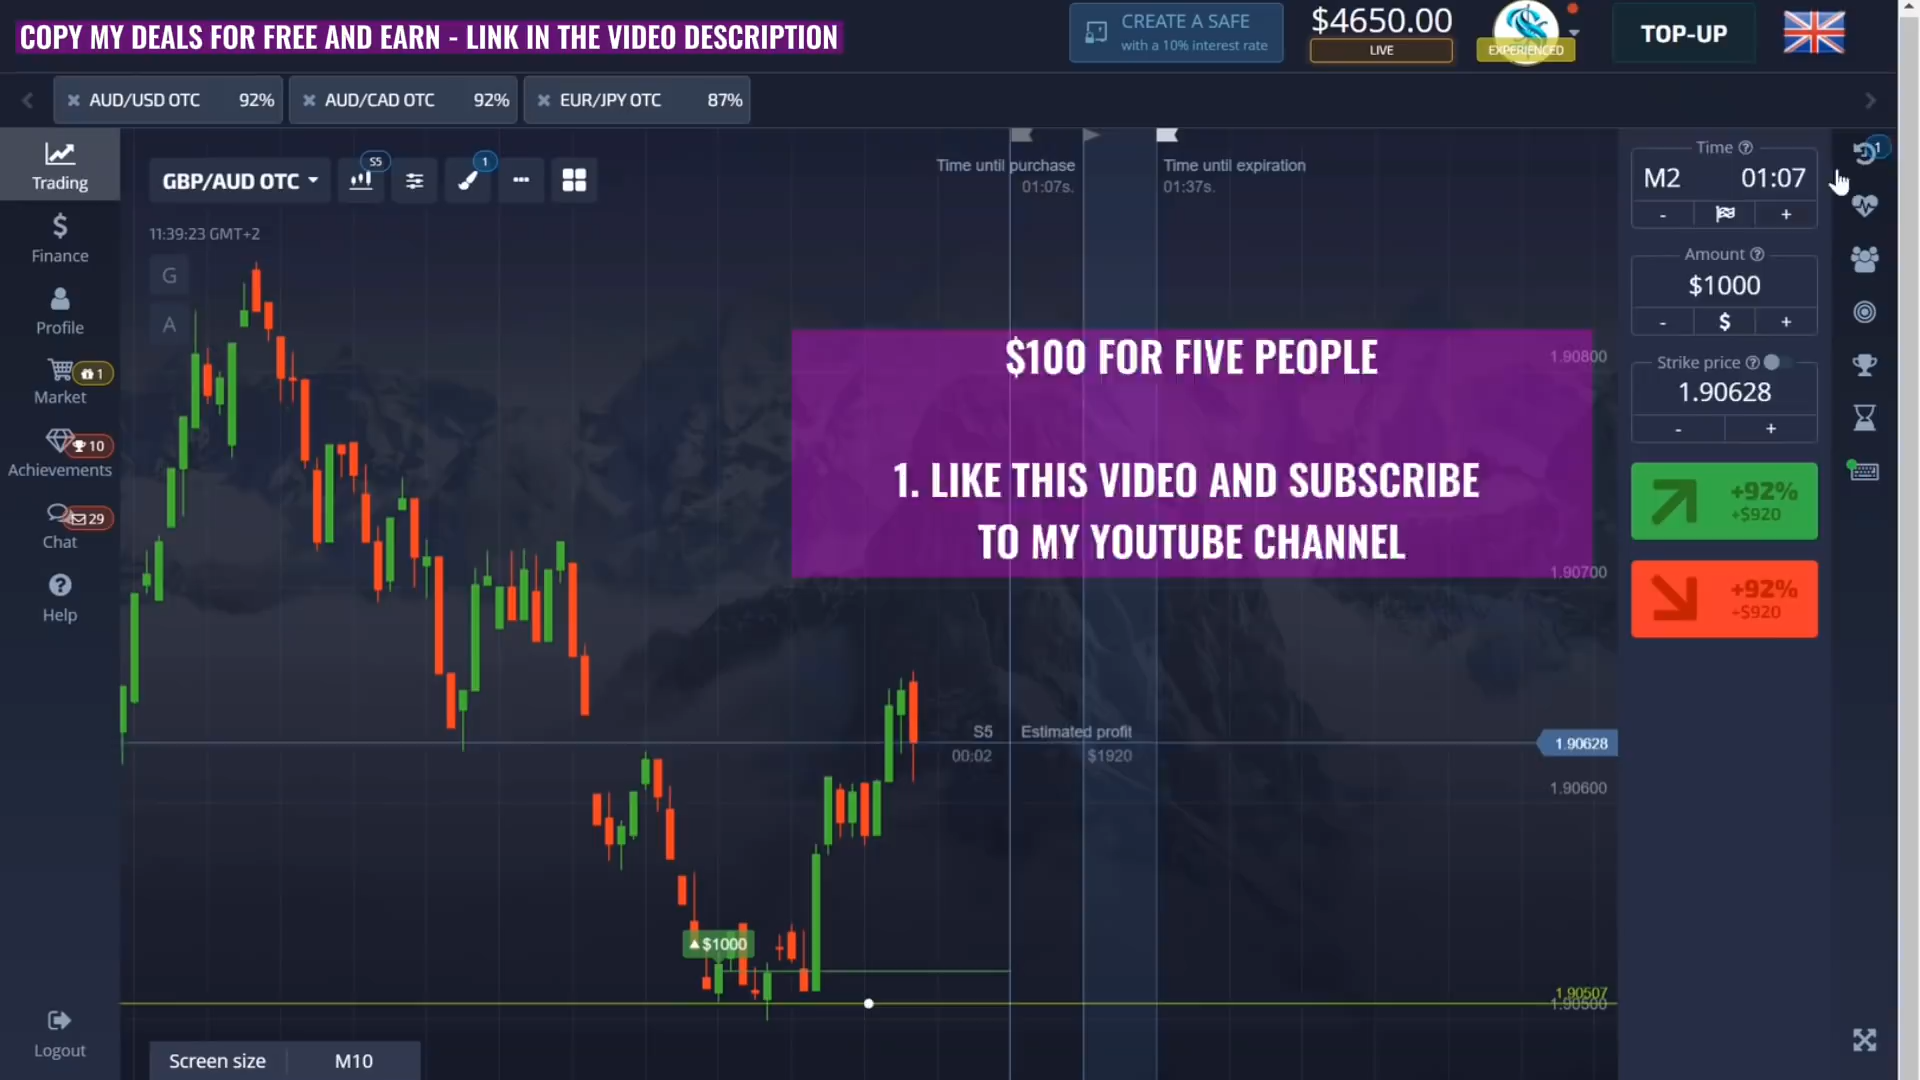 COPY MY DEALS FOR FREE AND EARN - LINK IN THE VIDEO DESCRIPTION
CREATE A SAFE
with a 10% interest rate
$4650.00
LIVE
EXPERIENCED
TOP-UP
AUD/USD OTC 92%
AUD/CAD OTC 92%
EUR/JPY OTC 87%
Trading
Finance
Profile
1
Market
10
Achievements
29
Chat
Help
Logout
GBP/AUD OTC
S5
1
11:39:23 GMT+2
G
A
Time until purchase
01:07s.
Time until expiration
01:37s.
$100 FOR FIVE PEOPLE
1. LIKE THIS VIDEO AND SUBSCRIBE
TO MY YOUTUBE CHANNEL
1.90800
1.90700
S5
00:02
Estimated profit
$1920
1.90628
1.90600
$1000
1.90507
1.90500
Screen size M10
Time
M2 01:07
- +
Amount
$1000
- $ +
Strike price
1.90628
- +
+92%
+$920
+92%
+$920
1